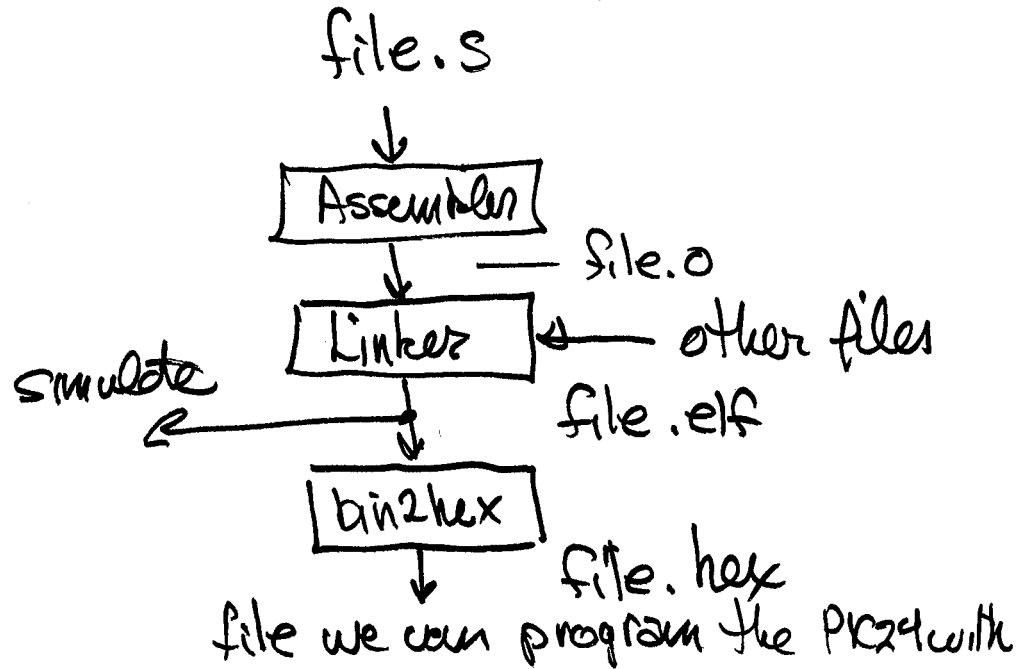 file.s
Assembler
file.o
Linker
other files
simulate
file.elf
bin2hex
file.hex
file we can program the PIC24 with